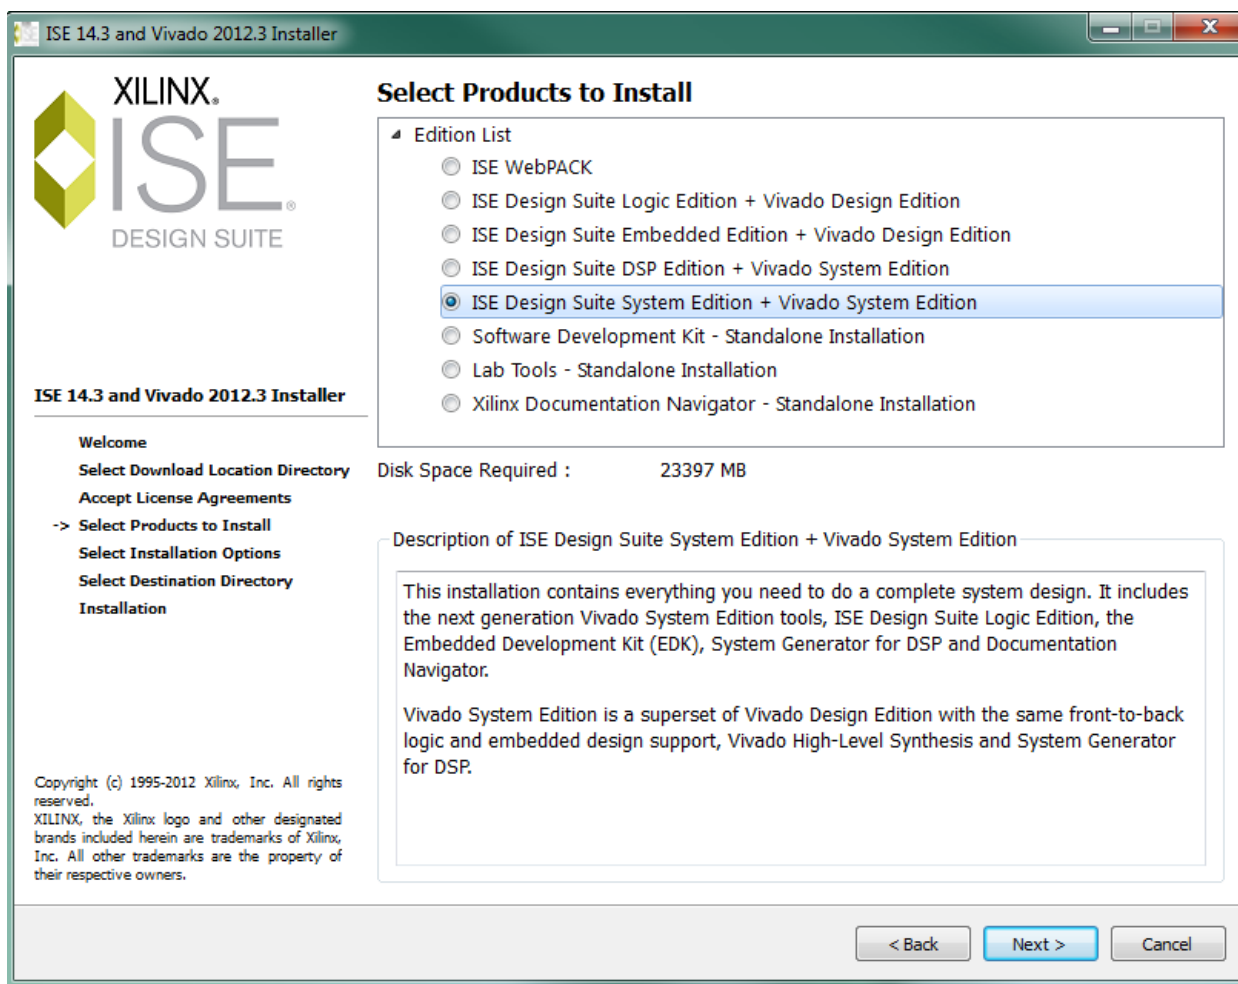 ISE 14.3 and Vivado 2012.3 Installer
XILINX®
ISE®
DESIGN SUITE
ISE 14.3 and Vivado 2012.3 Installer
Welcome
Select Download Location Directory
Accept License Agreements
-> Select Products to Install
Select Installation Options
Select Destination Directory
Installation
Copyright (c) 1995-2012 Xilinx, Inc. All rights
reserved.
XILINX, the Xilinx logo and other designated
brands included herein are trademarks of Xilinx,
Inc. All other trademarks are the property of
their respective owners.
Select Products to Install
Edition List
ISE WebPACK
ISE Design Suite Logic Edition + Vivado Design Edition
ISE Design Suite Embedded Edition + Vivado Design Edition
ISE Design Suite DSP Edition + Vivado System Edition
ISE Design Suite System Edition + Vivado System Edition
Software Development Kit - Standalone Installation
Lab Tools - Standalone Installation
Xilinx Documentation Navigator - Standalone Installation
Disk Space Required : 23397 MB
Description of ISE Design Suite System Edition + Vivado System Edition
This installation contains everything you need to do a complete system design. It includes
the next generation Vivado System Edition tools, ISE Design Suite Logic Edition, the
Embedded Development Kit (EDK), System Generator for DSP and Documentation
Navigator.
Vivado System Edition is a superset of Vivado Design Edition with the same front-to-back
logic and embedded design support, Vivado High-Level Synthesis and System Generator
for DSP.
< Back Next > Cancel